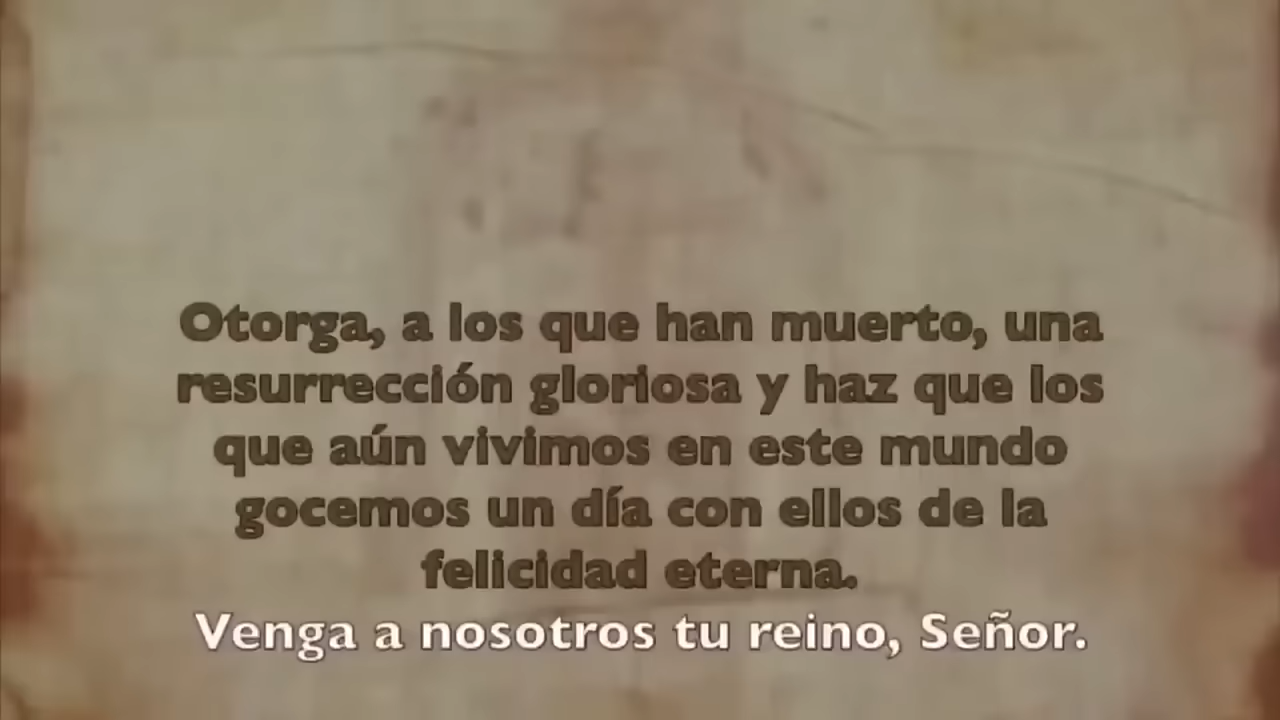 Otorga, a los que han muerto, una
resurrección gloriosa y haz que los
que aún vivimos en este mundo
gocemos un día con ellos de la
felicidad eterna.
Venga a nosotros tu reino, Señor.